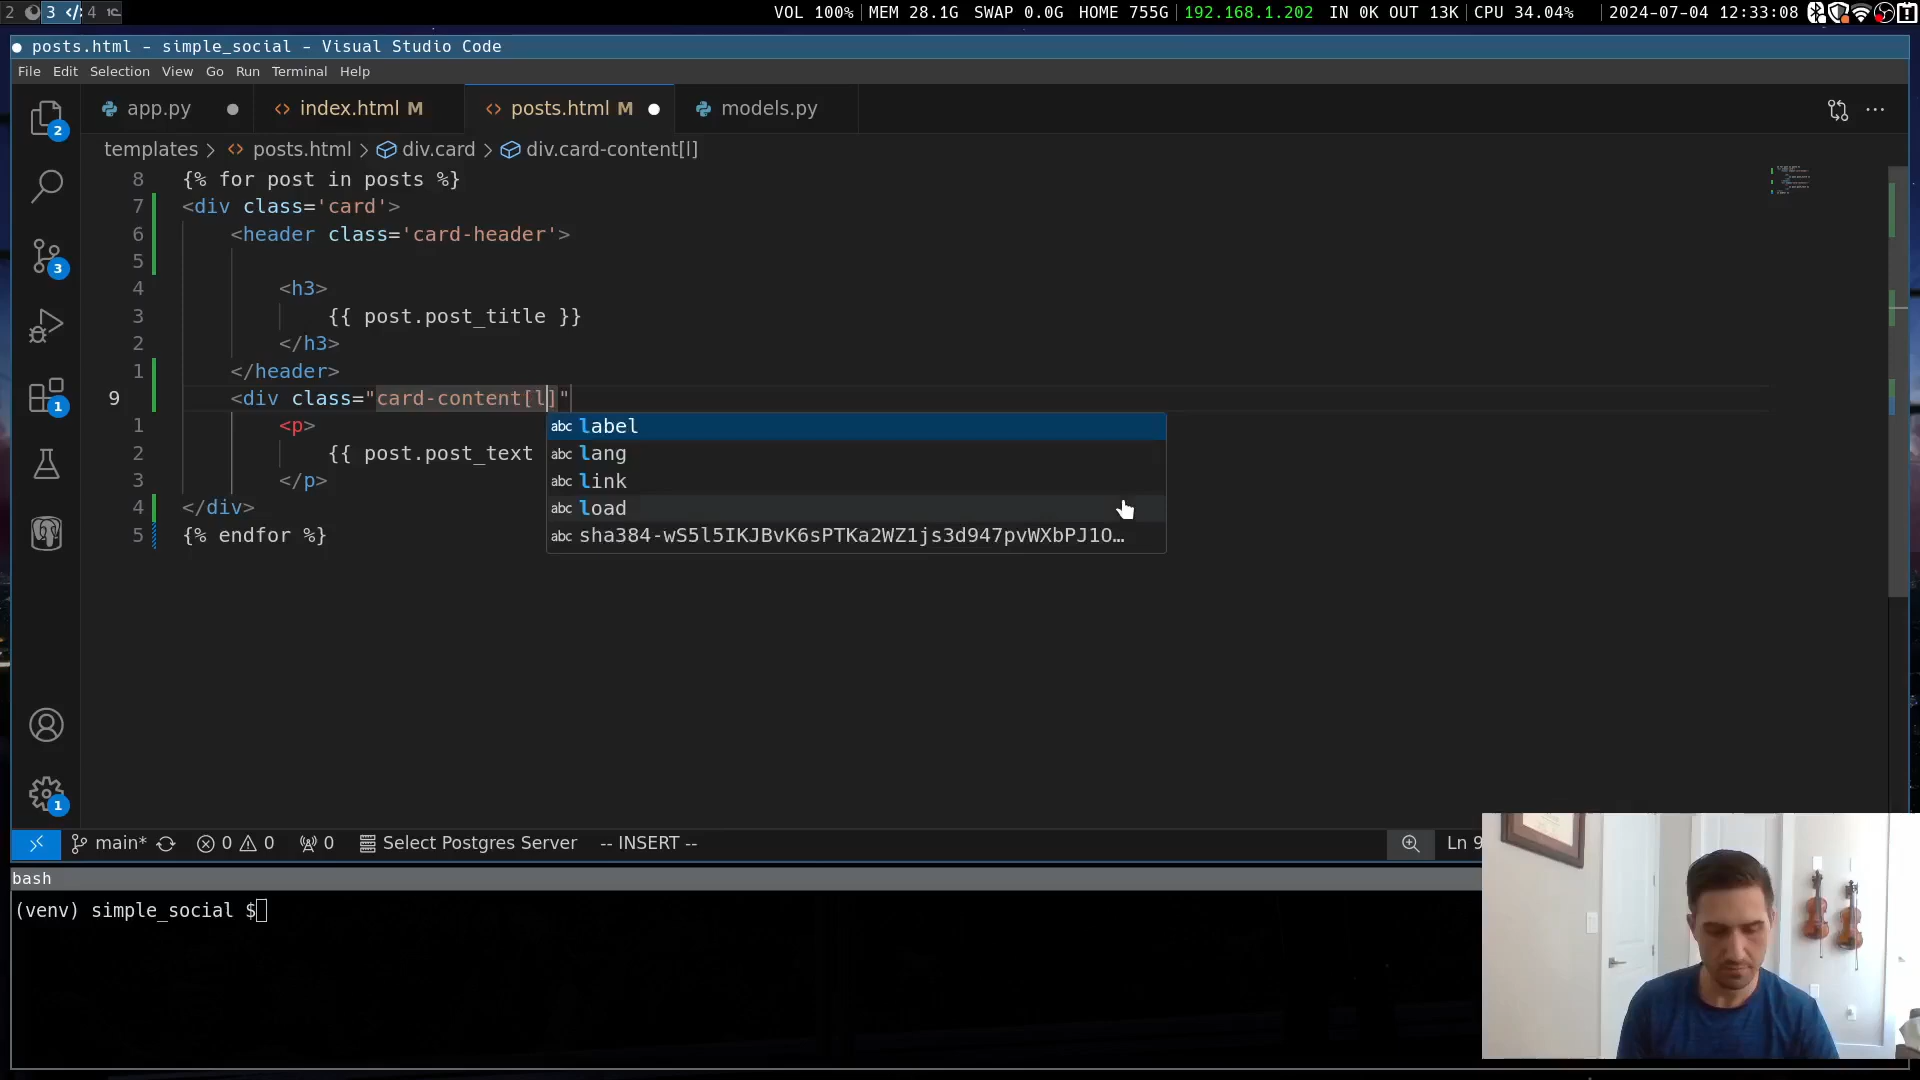 2 3 4 VOL 100% MEM 28.1G SWAP 0.0G HOME 755G 192.168.1.202 IN 0K OUT 13K CPU 34.04% 2024-07-04 12:33:08
posts.html - simple_social - Visual Studio Code
File Edit Selection View Go Run Terminal Help
app.py index.html M posts.html M models.py
templates > posts.html > div.card > div.card-content[l]
8 {% for post in posts %}
7 <div class='card'>
6 <header class='card-header'>
5
4 <h3>
3 {{ post.post_title }}
2 </h3>
1 </header>
9 <div class="card-content[l]"
1 <p>
2 {{ post.post_text
3 </p>
4 </div>
5 {% endfor %}
abc label
abc lang
abc link
abc load
abc sha384-wS5l5IKJBvK6sPTKa2WZ1js3d947pvWXbPJ1O…
2
3
1
1
main* 0 0 0 Select Postgres Server -- INSERT -- Ln 9
bash
(venv) simple_social $